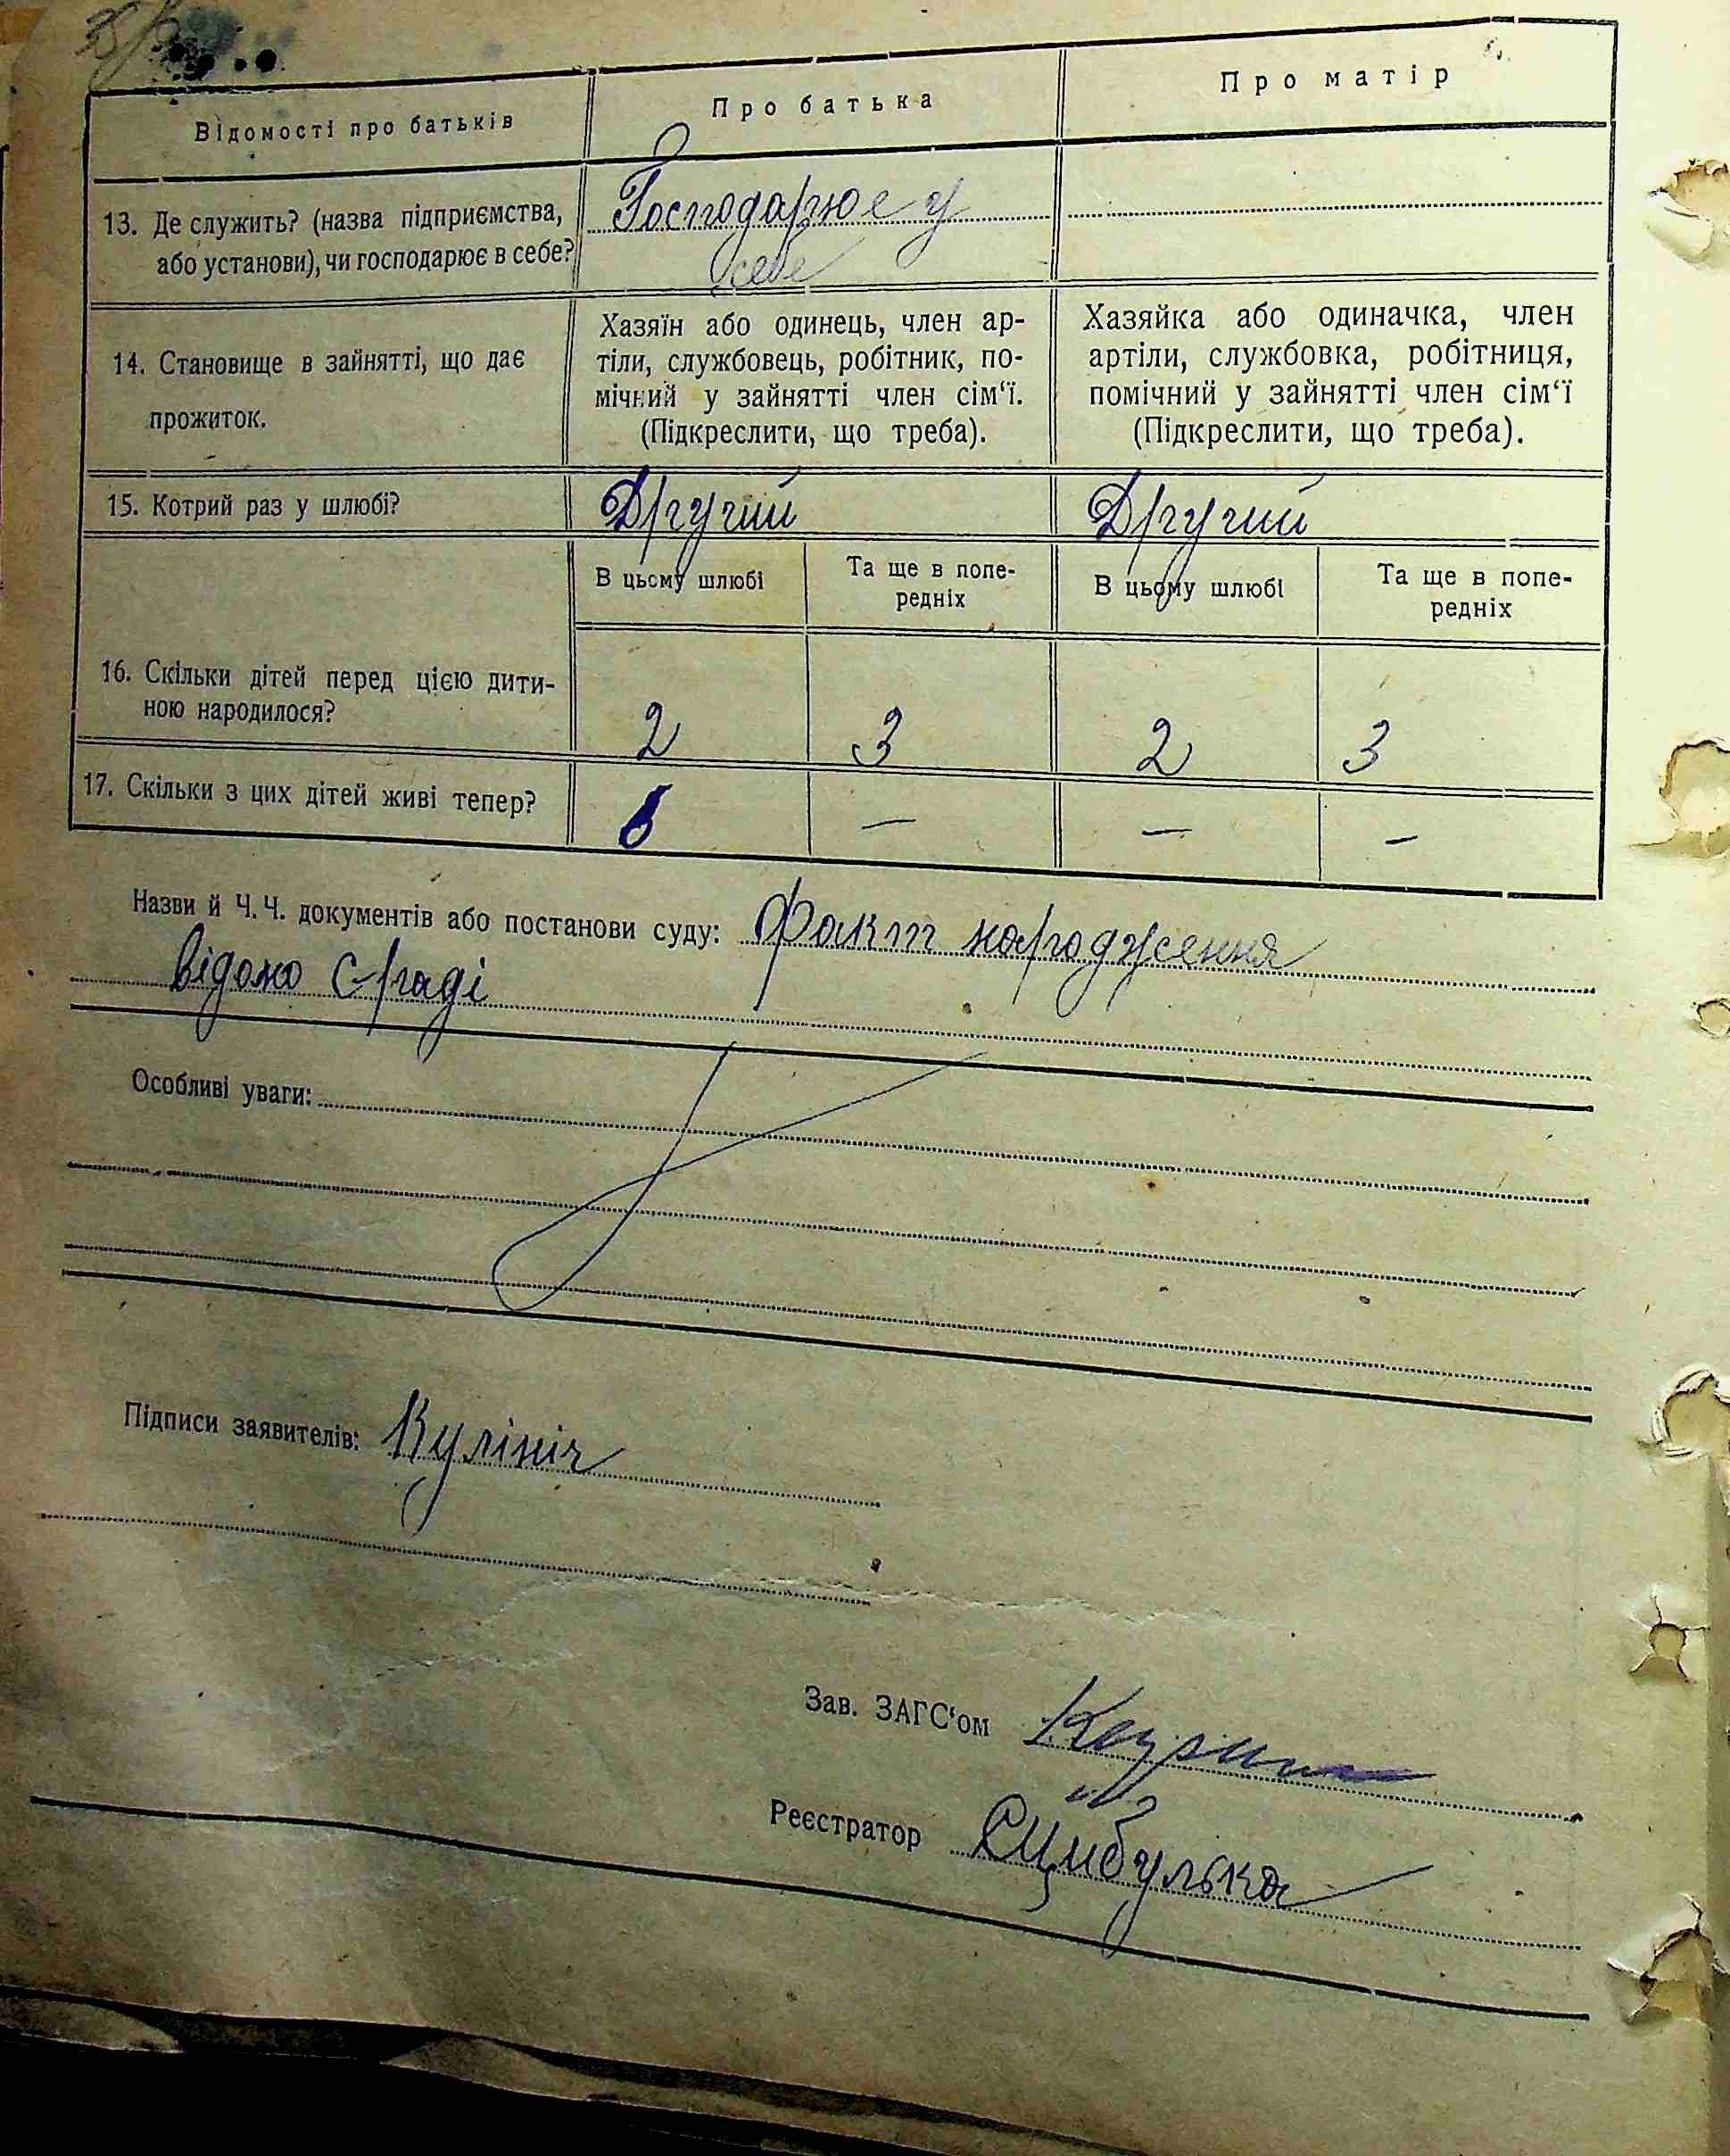 Відомості про батьків
Про батька
Про матір
13. Де служить? (назва підприємства,
або установи), чи господарює в себе?
Господарює у
себе
14. Становище в зайнятті, що дає
прожиток.
Хазяїн або одинець, член ар-
тіли, службовець, робітник, по-
мічний у зайнятті член сім‘ї.
(Підкреслити, що треба).
Хазяйка або одиначка, член
артіли, службовка, робітниця,
помічний у зайнятті член сім‘ї
(Підкреслити, що треба).
15. Котрий раз у шлюбі?
Другий
Другий
В цьому шлюбі
Та ще в попе-
редніх
В цьому шлюбі
Та ще в попе-
редніх
16. Скільки дітей перед цією дити-
ною народилося?
2
3
2
3
17. Скільки з цих дітей живі тепер?
6
—
—
—
Назви й Ч.Ч. документів або постанови суду: Факт народження
відомо с/раді
Особливі уваги:
Підписи заявителів: Кулініч
Зав. ЗАГС‘ом
Реєстратор Цибулька